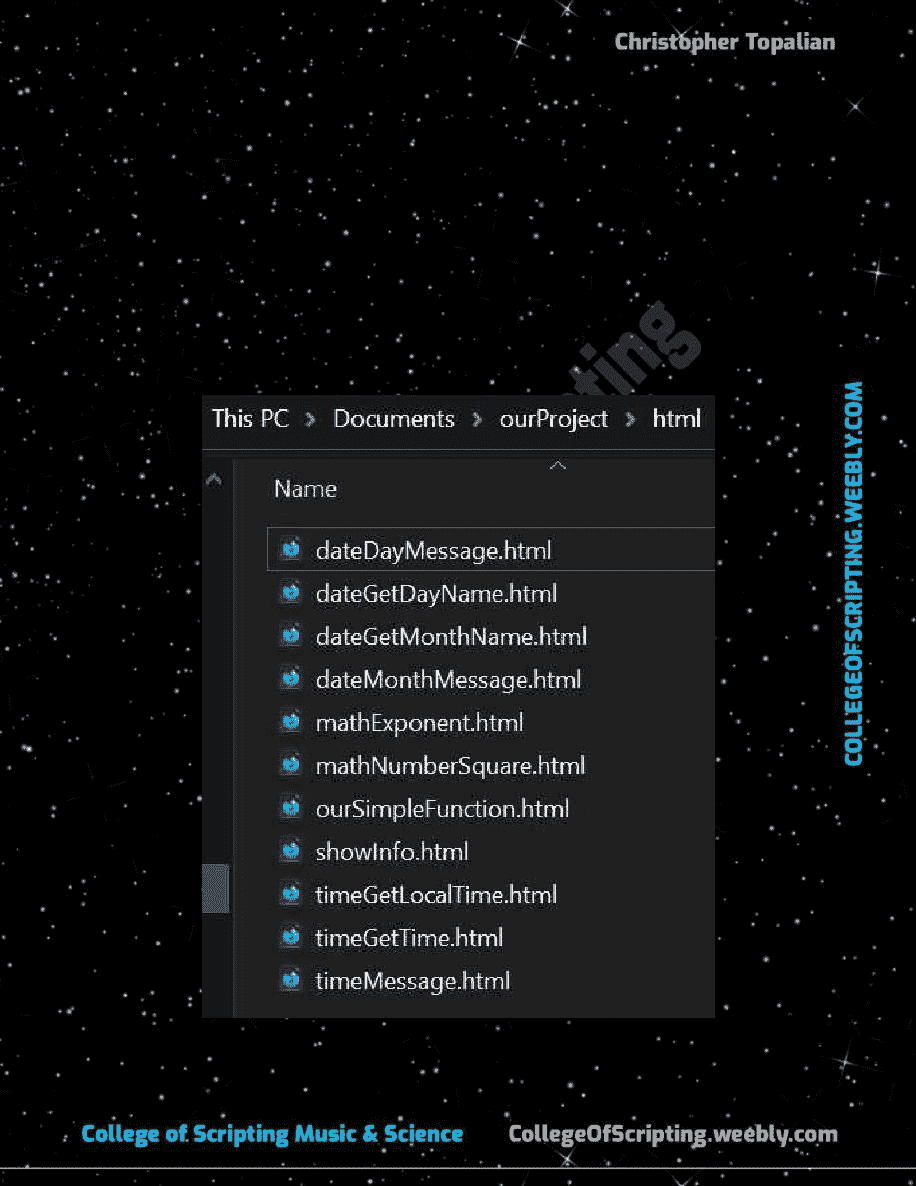 Christopher Topalian
ting
This PC > Documents > ourProject > html
Name
dateDayMessage.html
dateGetDayName.html
dateGetMonthName.html
dateMonthMessage.html
mathExponent.html
mathNumberSquare.html
ourSimpleFunction.html
showInfo.html
timeGetLocalTime.html
timeGetTime.html
timeMessage.html
COLLEGEOFSCRIPTING.WEEBLY.COM
College of Scripting Music & Science CollegeOfScripting.weebly.com